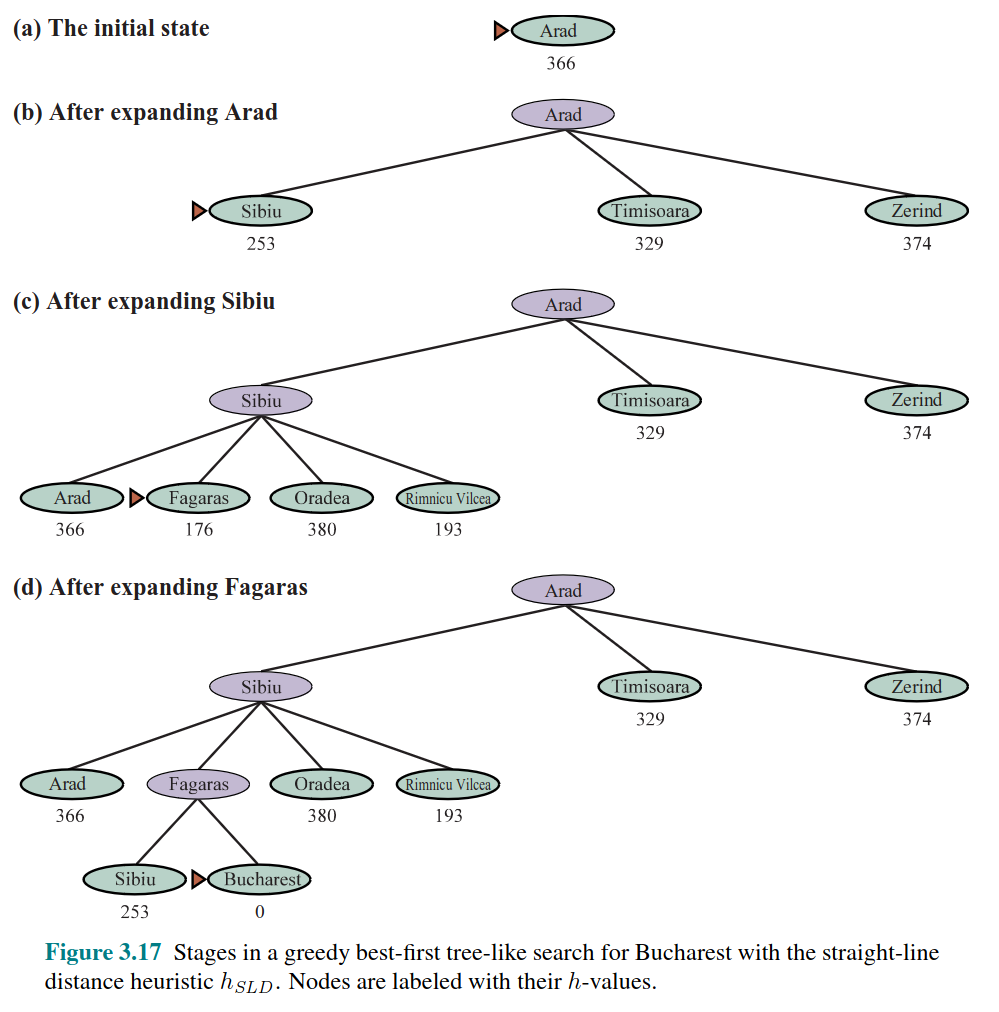 (a) The initial state
Arad
366
(b) After expanding Arad
Arad
Sibiu Timisoara Zerind
253 329 374
(c) After expanding Sibiu
Arad
Sibiu Timisoara Zerind
329 374
Arad Fagaras Oradea Rimnicu Vilcea
366 176 380 193
(d) After expanding Fagaras
Arad
Sibiu Timisoara Zerind
329 374
Arad Fagaras Oradea Rimnicu Vilcea
366 380 193
Sibiu Bucharest
253 0
Figure 3.17 Stages in a greedy best-first tree-like search for Bucharest with the straight-line
distance heuristic hSLD. Nodes are labeled with their h-values.